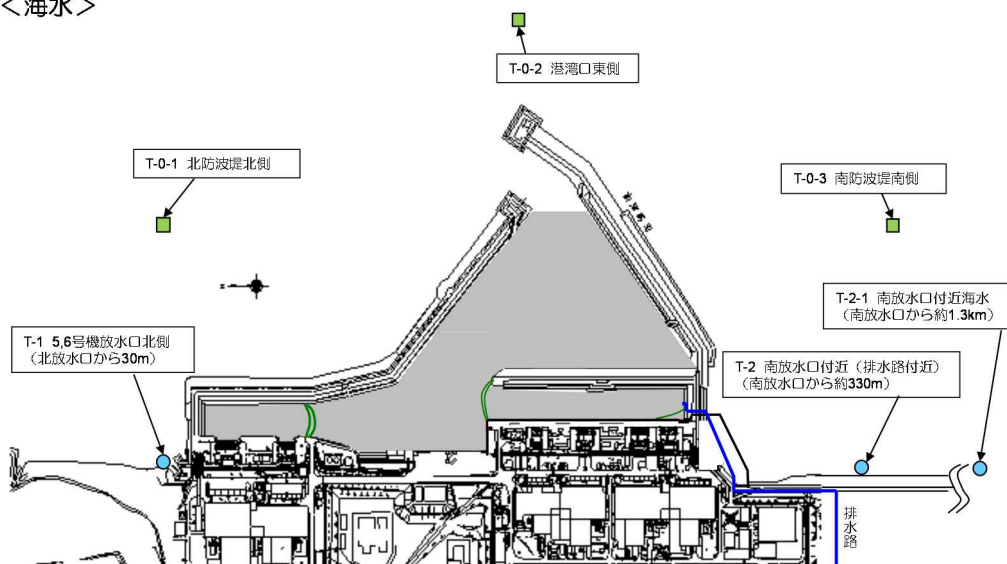 ＜海水＞
T-0-2 港湾口東側
T-0-1 北防波堤北側
T-0-3 南防波堤南側
T-2-1 南放水口付近海水
（南放水口から約1.3km）
T-1 5,6号機放水口北側
（北放水口から30m）
T-2 南放水口付近（排水路付近）
（南放水口から約330m）
排水路